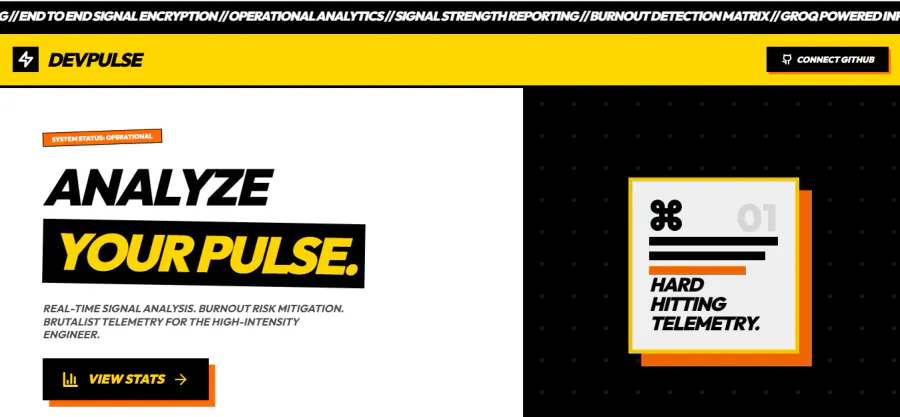 G // END TO END SIGNAL ENCRYPTION // OPERATIONAL ANALYTICS // SIGNAL STRENGTH REPORTING // BURNOUT DETECTION MATRIX // GROQ POWERED
DEVPULSE
CONNECT GITHUB
SYSTEM STATUS: OPERATIONAL
ANALYZE
YOUR PULSE.
REAL-TIME SIGNAL ANALYSIS. BURNOUT RISK MITIGATION.
BRUTALIST TELEMETRY FOR THE HIGH-INTENSITY
ENGINEER.
VIEW STATS
01
HARD
HITTING
TELEMETRY.